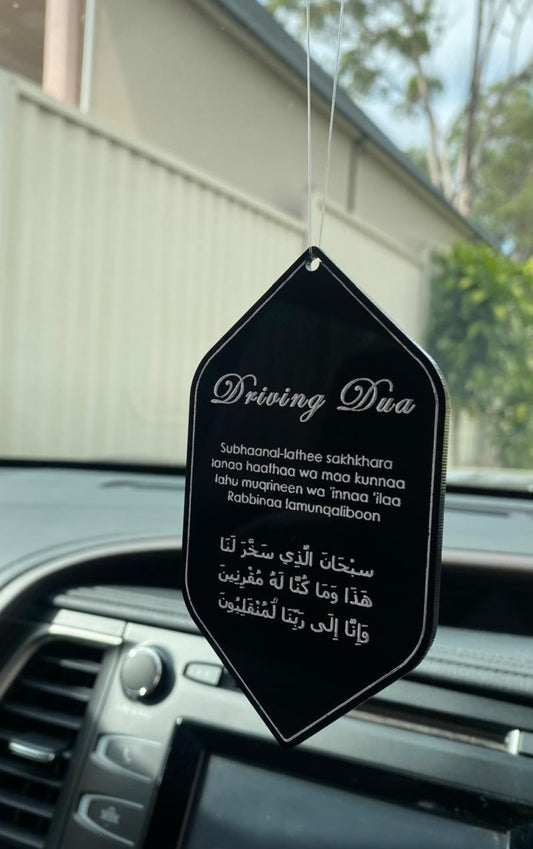 Driving Dua
Subhaanal-lathee sakhkhara
lanaa haathaa wa maa kunnaa
lahu muqrineen wa 'innaa 'ilaa
Rabbinaa lamunqaliboon
سبْحَانَ الَّذِي سَخَّرَ لَنَا
هَذَا وَمَا كُنَّا لَهُ مُقْرِنِينَ
وَإِنَّا إِلَى رَبِّنَا لَمُنْقَلِبُونَ